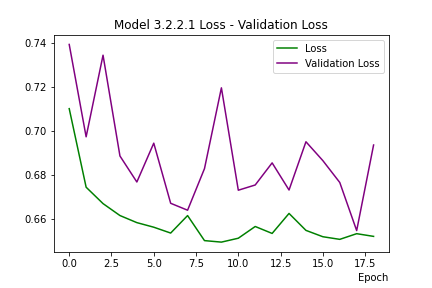 Model 3.2.2.1 Loss - Validation Loss
Loss
Validation Loss
0.74
0.72
0.70
0.68
0.66
0.0 2.5 5.0 7.5 10.0 12.5 15.0 17.5
Epoch